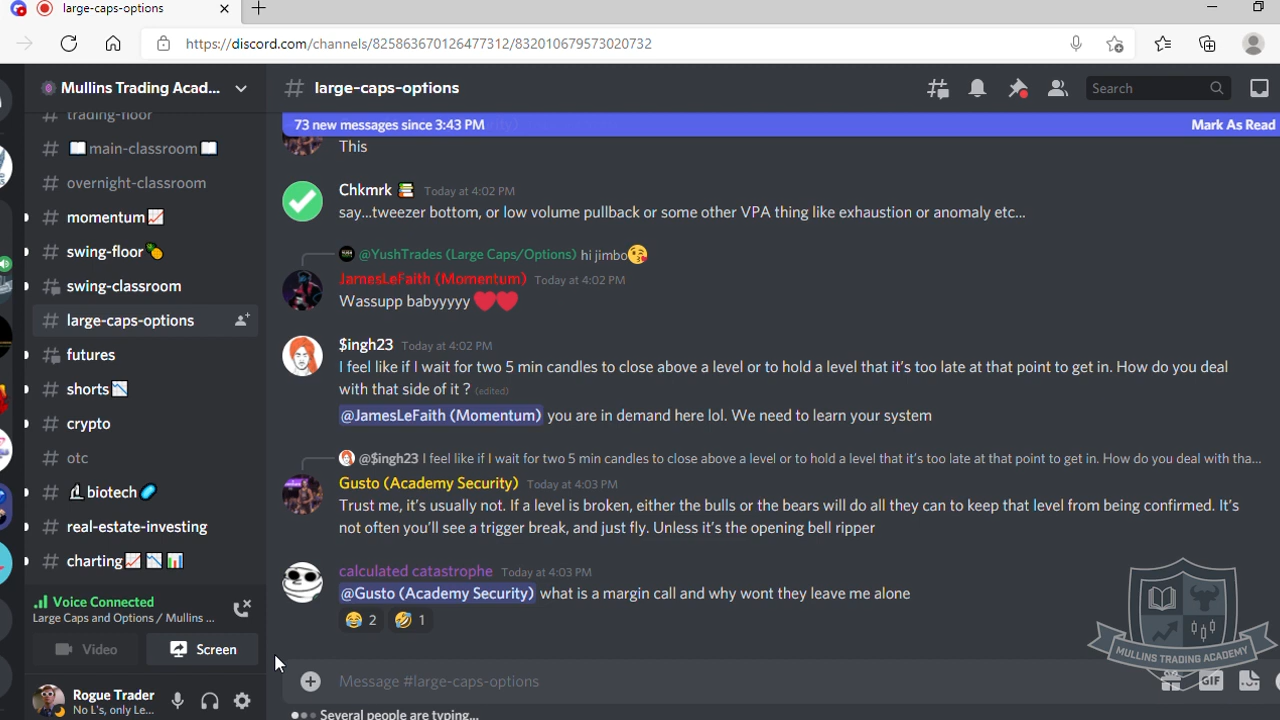 large-caps-options
https://discord.com/channels/825863670126477312/832010679573020732
Mullins Trading Acad...
trading-floor
main-classroom
overnight-classroom
momentum
swing-floor
swing-classroom
large-caps-options
futures
shorts
crypto
otc
biotech
real-estate-investing
charting
Voice Connected
Large Caps and Options / Mullins ...
Video
Screen
Rogue Trader
No L's, only Le...
# large-caps-options
Search
73 new messages since 3:43 PM
Mark As Read
This
Chkmrk Today at 4:02 PM
say...tweezer bottom, or low volume pullback or some other VPA thing like exhaustion or anomaly etc...
@YushTrades (Large Caps/Options) hi jimbo
JamesLeFaith (Momentum) Today at 4:02 PM
Wassupp babyyyyy
$ingh23 Today at 4:02 PM
I feel like if I wait for two 5 min candles to close above a level or to hold a level that it's too late at that point to get in. How do you deal
with that side of it ? (edited)
@JamesLeFaith (Momentum) you are in demand here lol. We need to learn your system
@$ingh23 I feel like if I wait for two 5 min candles to close above a level or to hold a level that it's too late at that point to get in. How do you deal with tha...
Gusto (Academy Security) Today at 4:03 PM
Trust me, it's usually not. If a level is broken, either the bulls or the bears will do all they can to keep that level from being confirmed. It's
not often you'll see a trigger break, and just fly. Unless it's the opening bell ripper
calculated catastrophe Today at 4:03 PM
@Gusto (Academy Security) what is a margin call and why wont they leave me alone
2
1
Message #large-caps-options
GIF
Several people are typing...
MULLINS TRADING ACADEMY